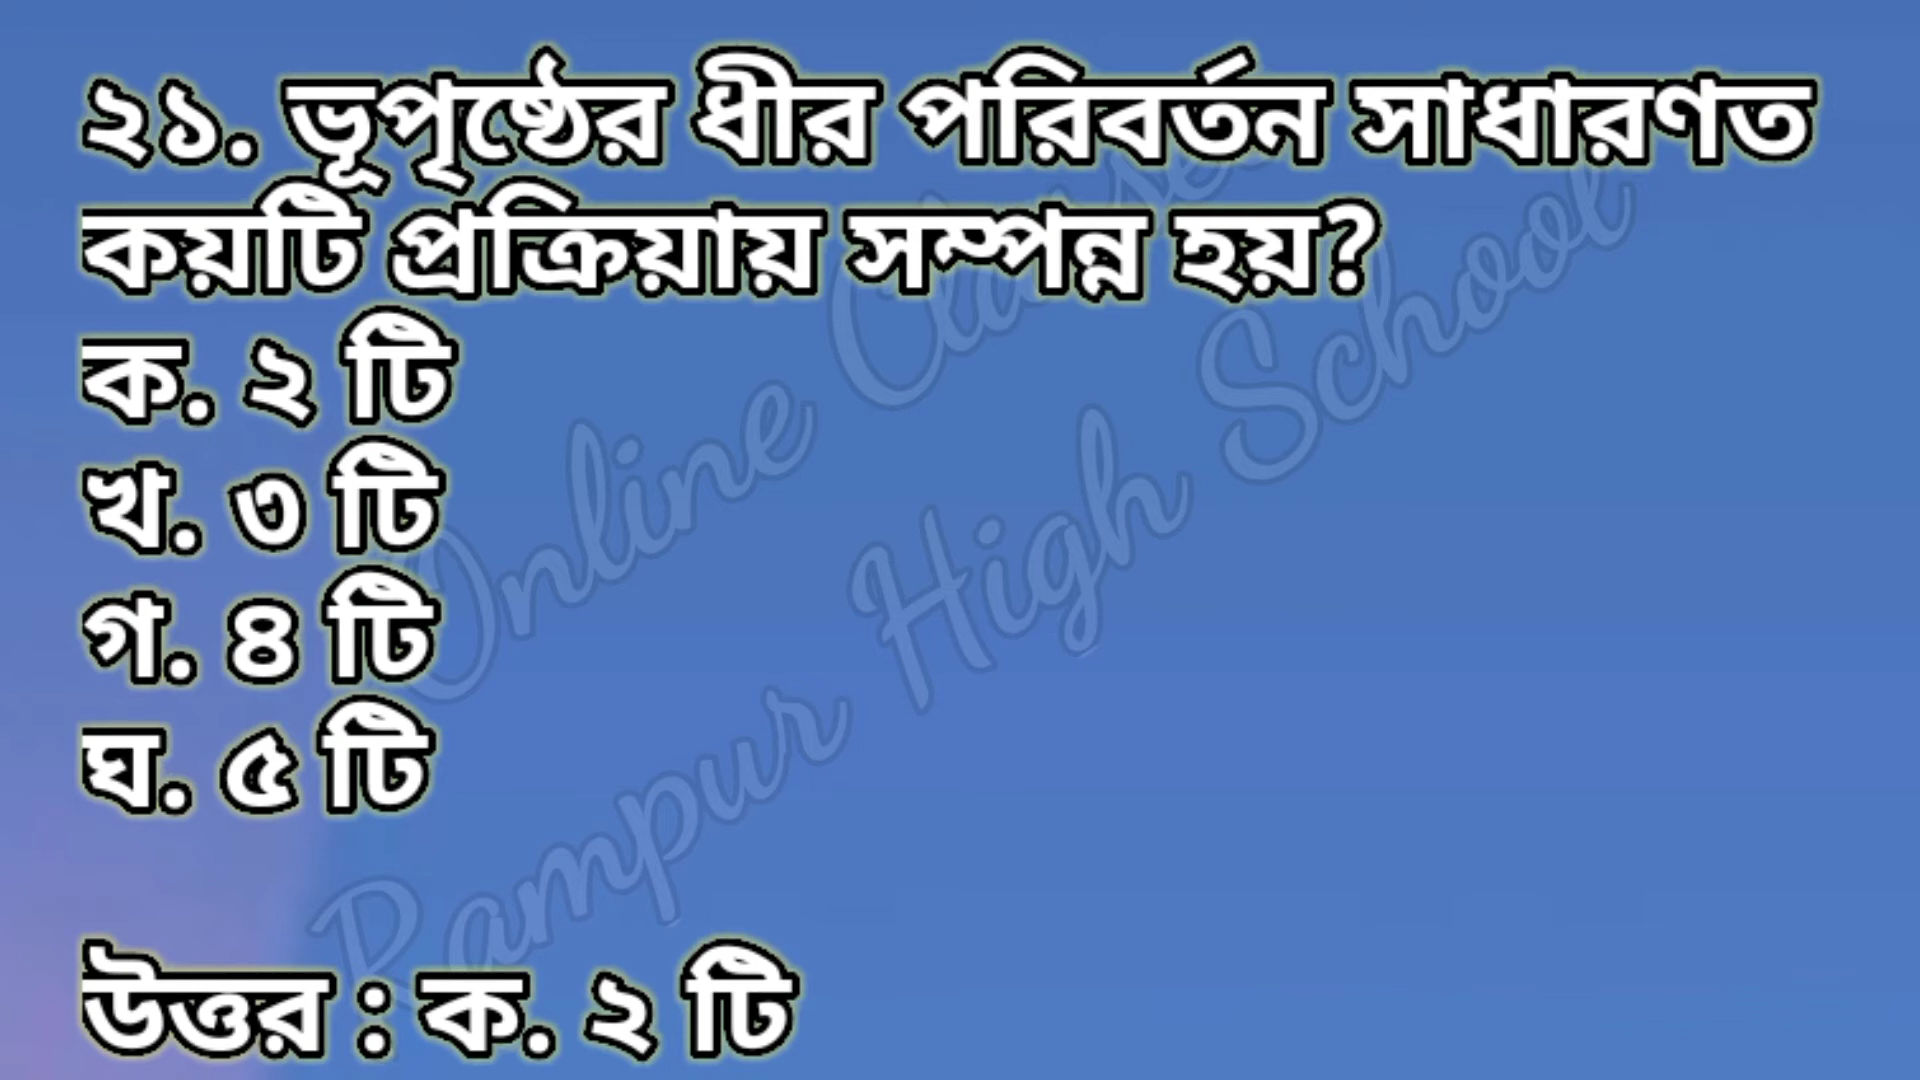 ২১. ভূপৃষ্ঠের ধীর পরিবর্তন সাধারণত
কয়টি প্রক্রিয়ায় সম্পন্ন হয়?
ক. ২ টি
খ. ৩ টি
গ. ৪ টি
ঘ. ৫ টি
উত্তর : ক. ২ টি
Online Classes
Rampur High School